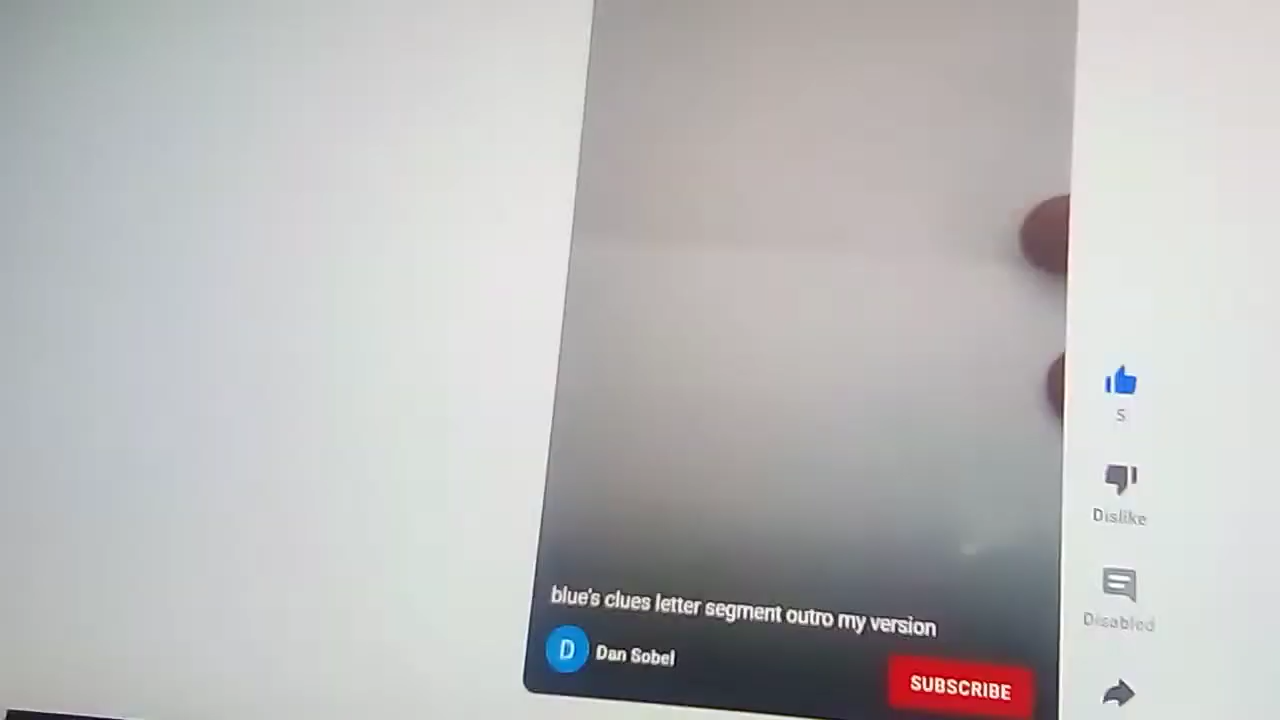 5
Dislike
Disabled
blue's clues letter segment outro my version
D
Dan Sobel
SUBSCRIBE